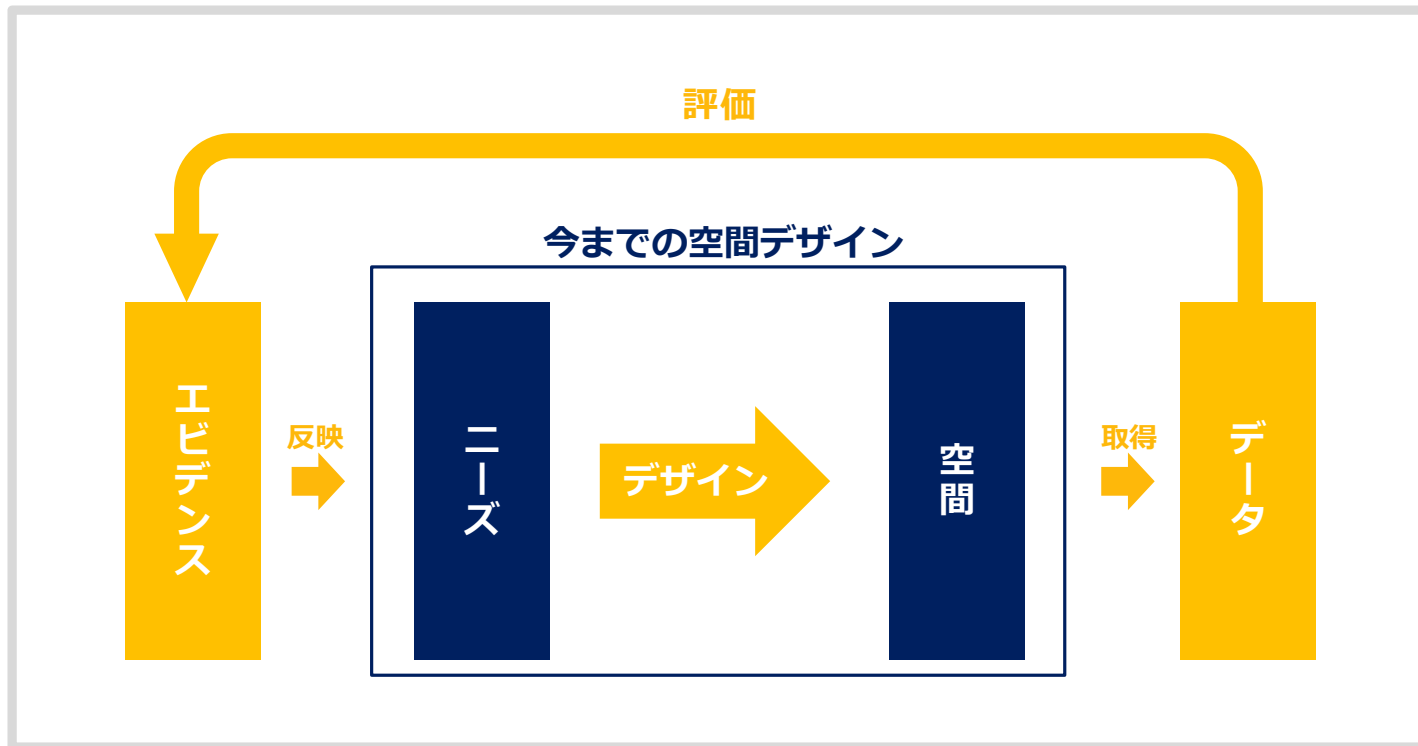 評価
今までの空間デザイン
エビデンス
反映
ニーズ
デザイン
空間
取得
データ